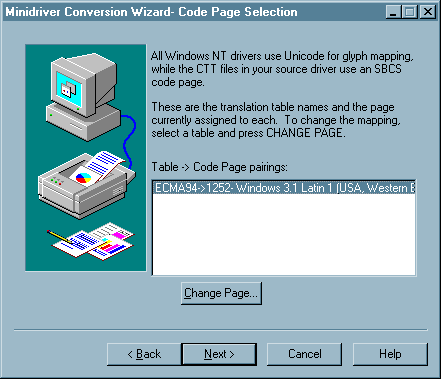 Minidriver Conversion Wizard- Code Page Selection
All Windows NT drivers use Unicode for glyph mapping,
while the CTT files in your source driver use an SBCS
code page.
These are the translation table names and the page
currently assigned to each. To change the mapping,
select a table and press CHANGE PAGE.
Table -> Code Page pairings:
ECMA94->1252- Windows 3.1 Latin 1 (USA, Western E
Change Page...
< Back
Next >
Cancel
Help